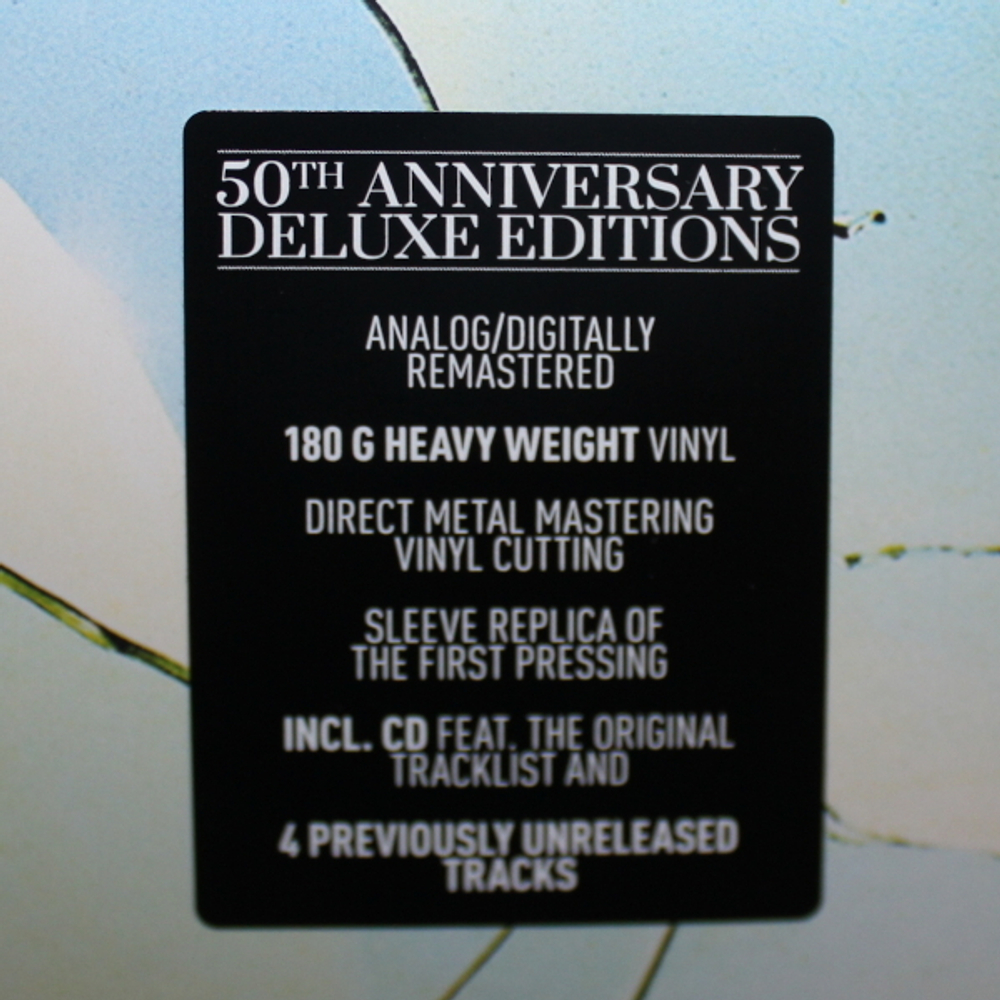 50TH ANNIVERSARY
DELUXE EDITIONS
ANALOG/DIGITALLY
REMASTERED
180 G HEAVY WEIGHT VINYL
DIRECT METAL MASTERING
VINYL CUTTING
SLEEVE REPLICA OF
THE FIRST PRESSING
INCL. CD FEAT. THE ORIGINAL
TRACKLIST AND
4 PREVIOUSLY UNRELEASED
TRACKS